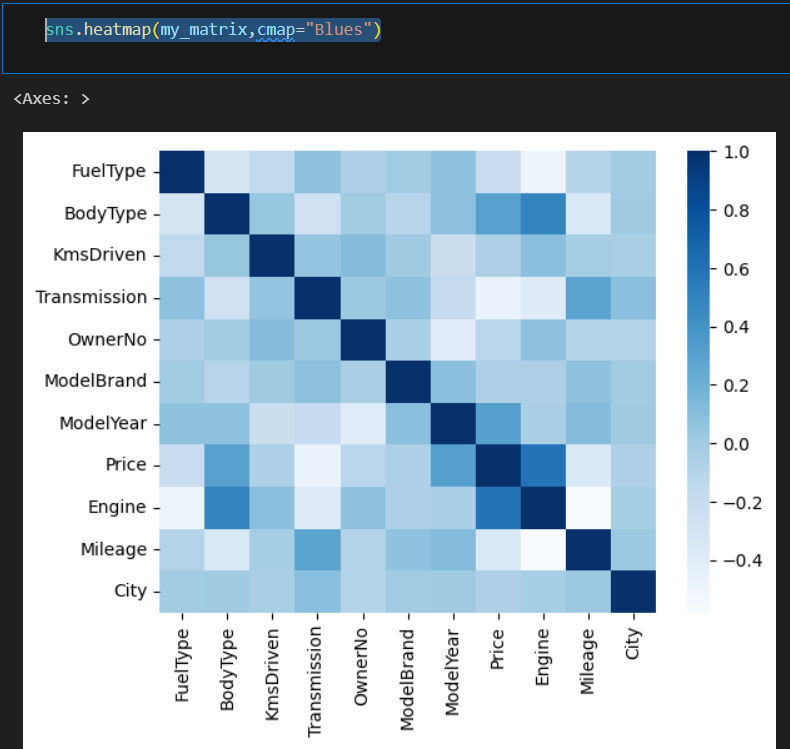 sns.heatmap(my_matrix,cmap="Blues")
<Axes: >
FuelType
BodyType
KmsDriven
Transmission
OwnerNo
ModelBrand
ModelYear
Price
Engine
Mileage
City
FuelType
BodyType
KmsDriven
Transmission
OwnerNo
ModelBrand
ModelYear
Price
Engine
Mileage
City
1.0
0.8
0.6
0.4
0.2
0.0
−0.2
−0.4